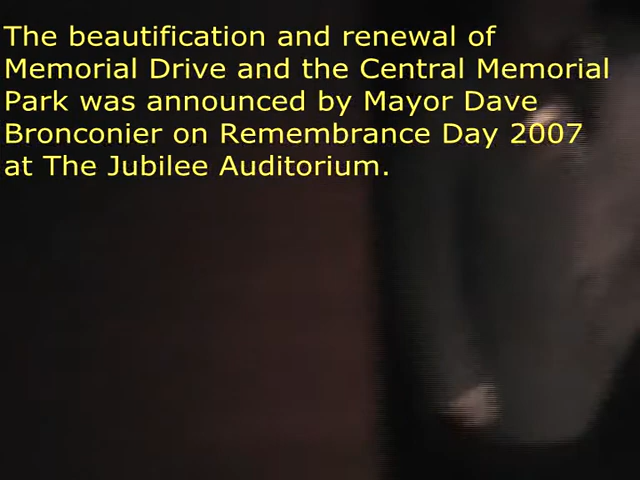 The beautification and renewal of
Memorial Drive and the Central Memorial
Park was announced by Mayor Dave
Bronconier on Remembrance Day 2007
at The Jubilee Auditorium.